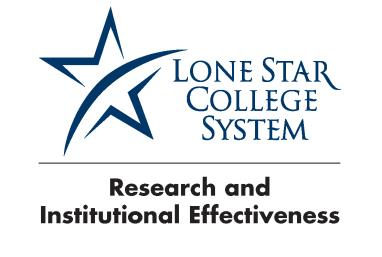 LONE STAR
COLLEGE
SYSTEM
Research and
Institutional Effectiveness